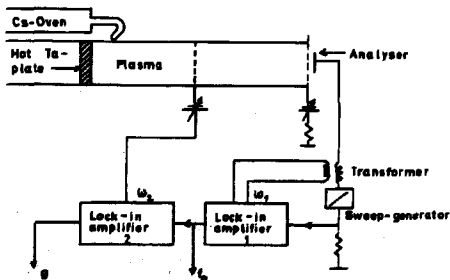 Cs-Oven
Hot Ta-
plate
Plasma
Analyser
Transformer
Sweep-generator
ω₂
ω₁
Lock-in
amplifier
2
Lock-in
amplifier
1
g